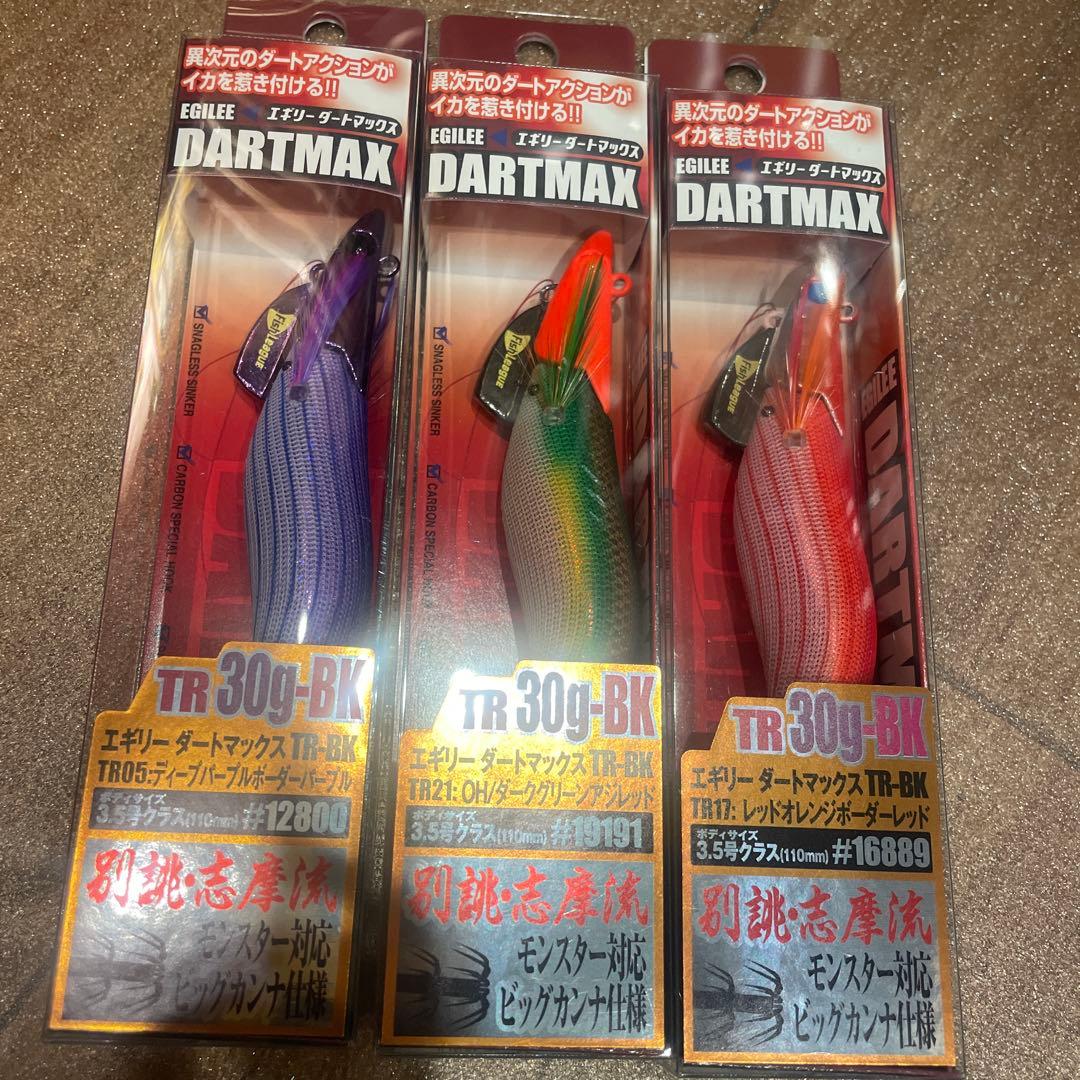 異次元のダートアクションが
イカを惹き付ける!!
EGILEE エギリーダートマックス
DARTMAX
Fish League
SNAGLESS SINKER
CARBON SPECIAL HOOK
TR 30g-BK
エギリー ダートマックス TR-BK
TR05:ディープパープルボーダーパープル
ボディサイズ
3.5号クラス(110mm) #12800
別誂・志摩流
モンスター対応
ビッグカンナ仕様
異次元のダートアクションが
イカを惹き付ける!!
EGILEE エギリーダートマックス
DARTMAX
Fish League
SNAGLESS SINKER
CARBON SPECIAL
TR 30g-BK
エギリー ダートマックス TR-BK
TR21: OH/ダークグリーンアジレッド
ボディサイズ
3.5号クラス(110mm) #19191
別誂・志摩流
モンスター対応
ビッグカンナ仕様
異次元のダートアクションが
イカを惹き付ける!!
EGILEE エギリーダートマックス
DARTMAX
Fish League
EGILEE
TR 30g-BK
エギリー ダートマックス TR-BK
TR17: レッドオレンジボーダーレッド
ボディサイズ
3.5号クラス(110mm) #16889
別誂・志摩流
モンスター対応
ビッグカンナ仕様